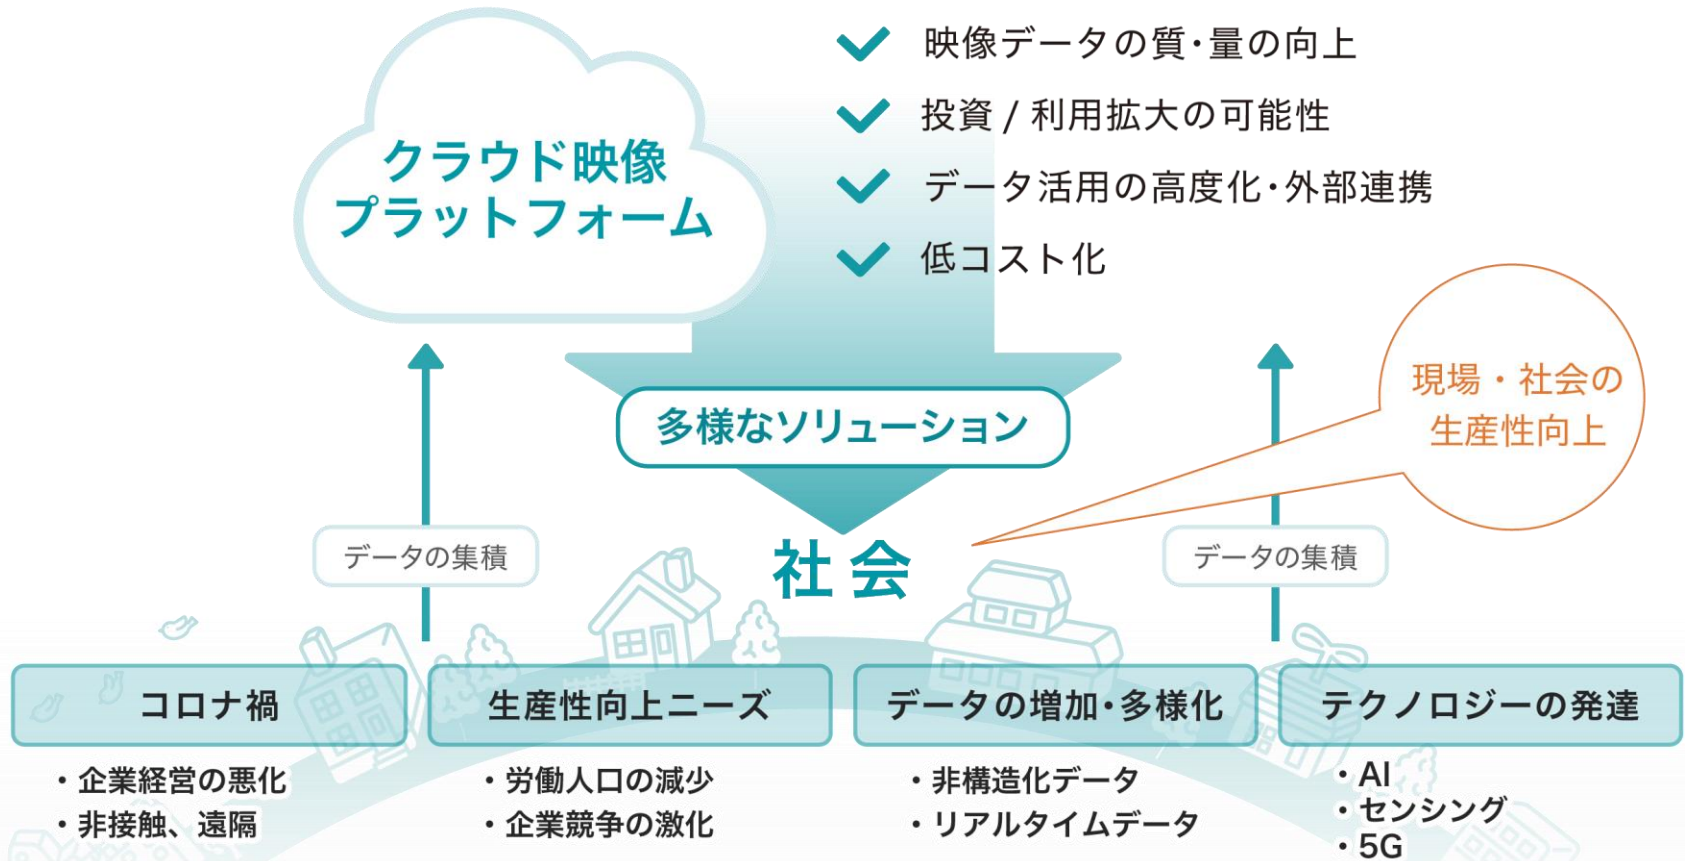 クラウド映像
プラットフォーム
映像データの質・量の向上
投資 / 利用拡大の可能性
データ活用の高度化・外部連携
低コスト化
多様なソリューション
現場・社会の
生産性向上
データの集積
社会
データの集積
コロナ禍
・企業経営の悪化
・非接触、遠隔
生産性向上ニーズ
・労働人口の減少
・企業競争の激化
データの増加・多様化
・非構造化データ
・リアルタイムデータ
テクノロジーの発達
・AI
・センシング
・5G